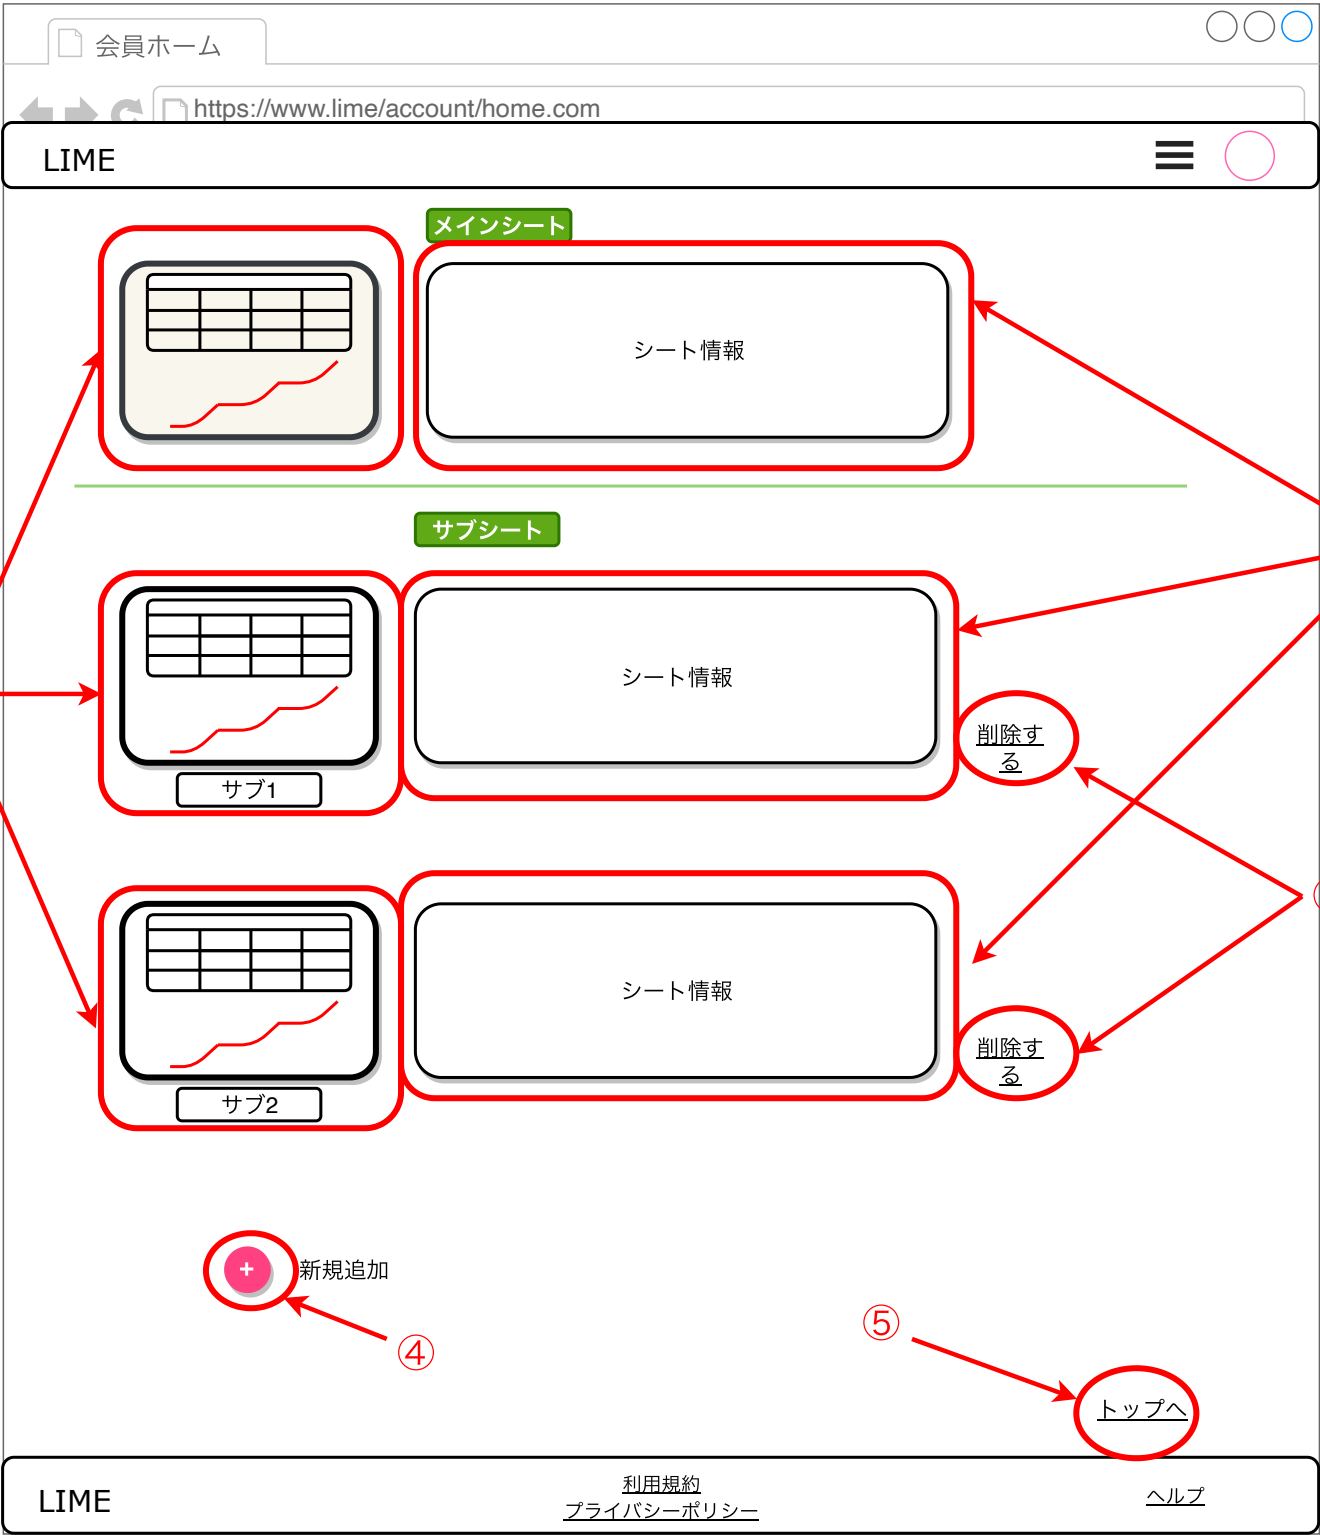 会員ホーム
https://www.lime/account/home.com
LIME
メインシート
シート情報
サブシート
シート情報
削除す
る
サブ1
シート情報
削除す
る
サブ2
+
新規追加
④
⑤
トップへ
LIME
利用規約
プライバシーポリシー
ヘルプ